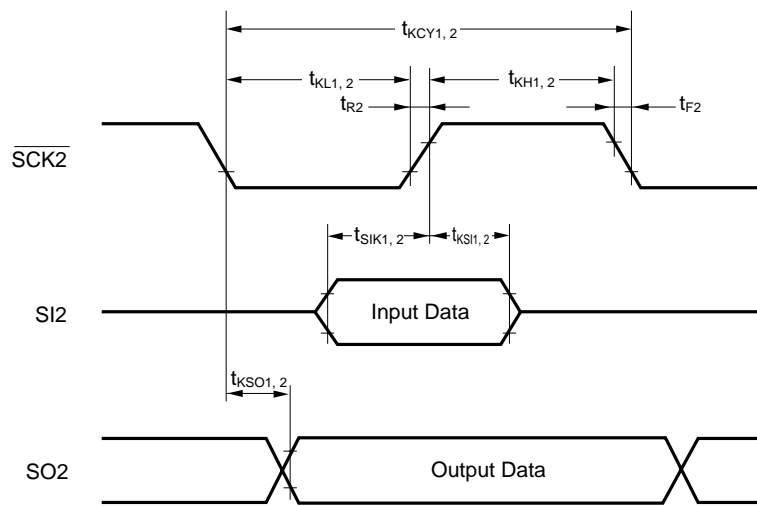 tKCY1, 2
tKL1, 2
tKH1, 2
tR2
tF2
SCK2
tSIK1, 2
tKSI1, 2
SI2
Input Data
tKSO1, 2
SO2
Output Data